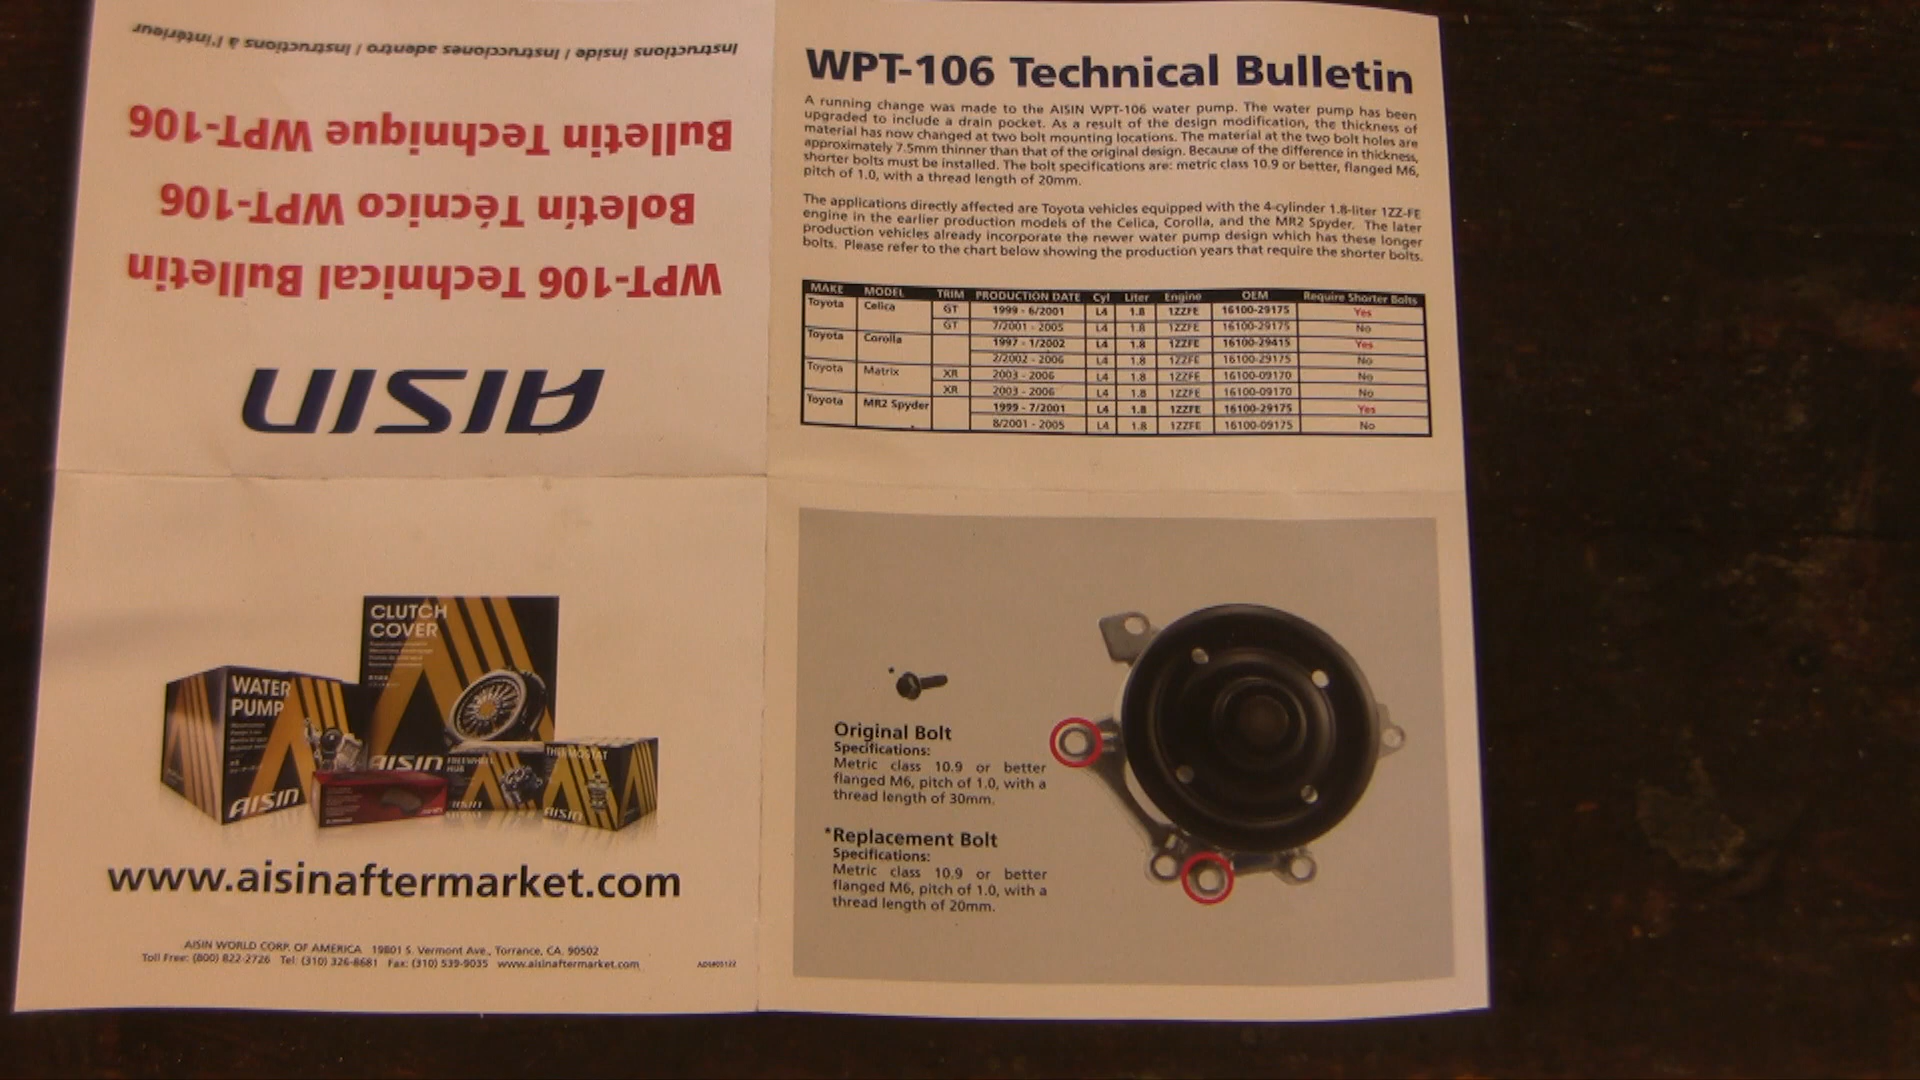 Instructions inside / Instrucciones adentro / Instructions à l'intérieur
Bulletin Technique WPT-106
Boletín Técnico WPT-106
WPT-106 Technical Bulletin
AISIN
CLUTCH
COVER
WATER
PUMP
AISIN
THERMOSTAT
AISIN
AISIN
www.aisinaftermarket.com
AISIN WORLD CORP. OF AMERICA 19801 S. Vermont Ave., Torrance, CA. 90502
Toll Free: (800) 822-2726 Tel: (310) 326-8681 Fax: (310) 539-9035 www.aisinaftermarket.com
WPT-106 Technical Bulletin
A running change was made to the AISIN WPT-106 water pump. The water pump has been
upgraded to include a drain pocket. As a result of the design modification, the thickness of
material has now changed at two bolt mounting locations. The material at the two bolt holes are
approximately 7.5mm thinner than that of the original design. Because of the difference in thickness,
shorter bolts must be installed. The bolt specifications are: metric class 10.9 or better, flanged M6,
pitch of 1.0, with a thread length of 20mm.
The applications directly affected are Toyota vehicles equipped with the 4-cylinder 1.8-liter 1ZZ-FE
engine in the earlier production models of the Celica, Corolla, and the MR2 Spyder. The later
production vehicles already incorporate the newer water pump design which has these longer
bolts. Please refer to the chart below showing the production years that require the shorter bolts.
MAKE MODEL TRIM PRODUCTION DATE Cyl Liter Engine OEM Require Shorter Bolts
Toyota Celica GT 1999 - 6/2001 L4 1.8 1ZZFE 16100-29175 Yes
GT 7/2001 - 2005 L4 1.8 1ZZFE 16100-29175 No
Toyota Corolla 1997 - 1/2002 L4 1.8 1ZZFE 16100-29415 Yes
2/2002 - 2006 L4 1.8 1ZZFE 16100-29175 No
Toyota Matrix XR 2003 - 2006 L4 1.8 1ZZFE 16100-09170 No
XR 2003 - 2006 L4 1.8 1ZZFE 16100-09170 No
Toyota MR2 Spyder 1999 - 7/2001 L4 1.8 1ZZFE 16100-29175 Yes
8/2001 - 2005 L4 1.8 1ZZFE 16100-09175 No
*
Original Bolt
Specifications:
Metric class 10.9 or better
flanged M6, pitch of 1.0, with a
thread length of 30mm.
*Replacement Bolt
Specifications:
Metric class 10.9 or better
flanged M6, pitch of 1.0, with a
thread length of 20mm.